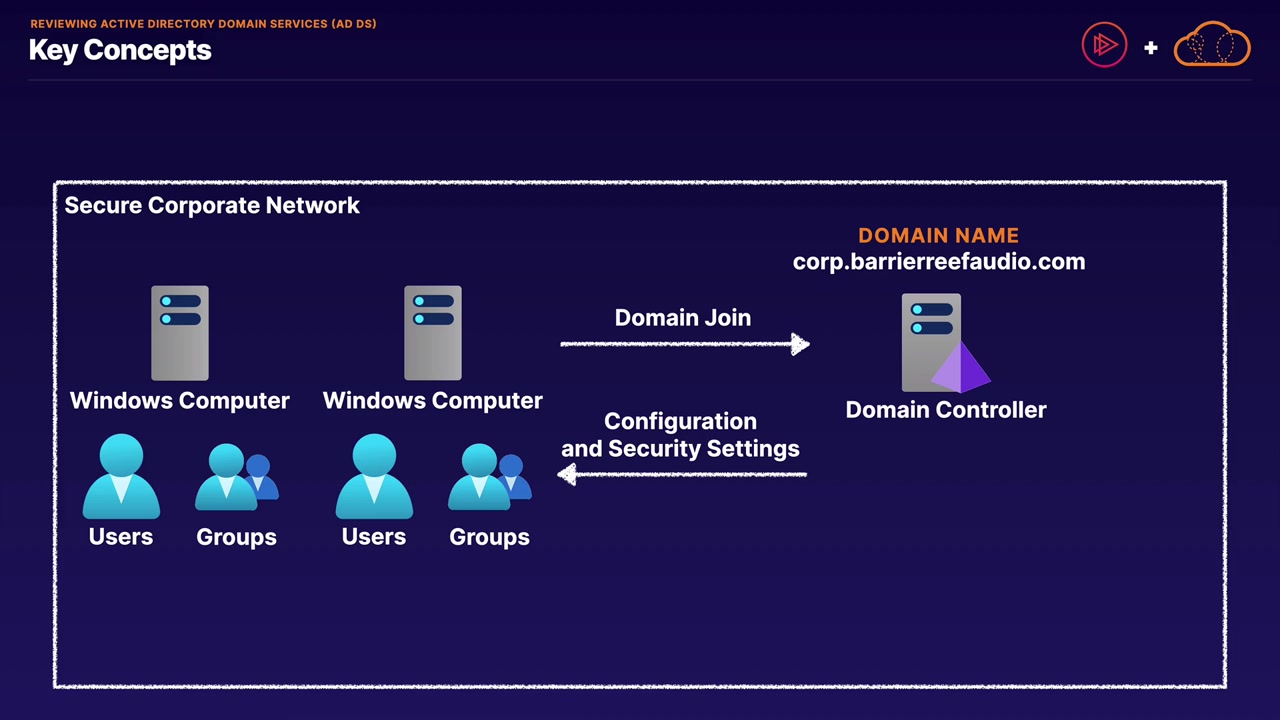 REVIEWING ACTIVE DIRECTORY DOMAIN SERVICES (AD DS)
Key Concepts
Secure Corporate Network
DOMAIN NAME
corp.barrierreefaudio.com
Domain Join
Windows Computer
Windows Computer
Domain Controller
Configuration
and Security Settings
Users
Groups
Users
Groups